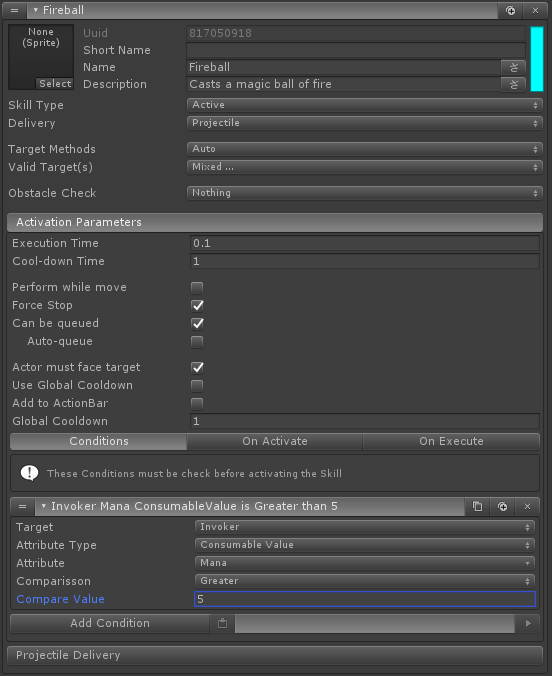 Fireball
None
(Sprite)
Select
Uuid 817050918
Short Name
Name Fireball
Description Casts a magic ball of fire
Skill Type Active
Delivery Projectile
Target Methods Auto
Valid Target(s) Mixed ...
Obstacle Check Nothing
Activation Parameters
Execution Time 0.1
Cool-down Time 1
Perform while move
Force Stop
Can be queued
Auto-queue
Actor must face target
Use Global Cooldown
Add to ActionBar
Global Cooldown 1
Conditions On Activate On Execute
These Conditions must be check before activating the Skill
Invoker Mana ConsumableValue is Greater than 5
Target Invoker
Attribute Type Consumable Value
Attribute Mana
Comparisson Greater
Compare Value 5
Add Condition
Projectile Delivery